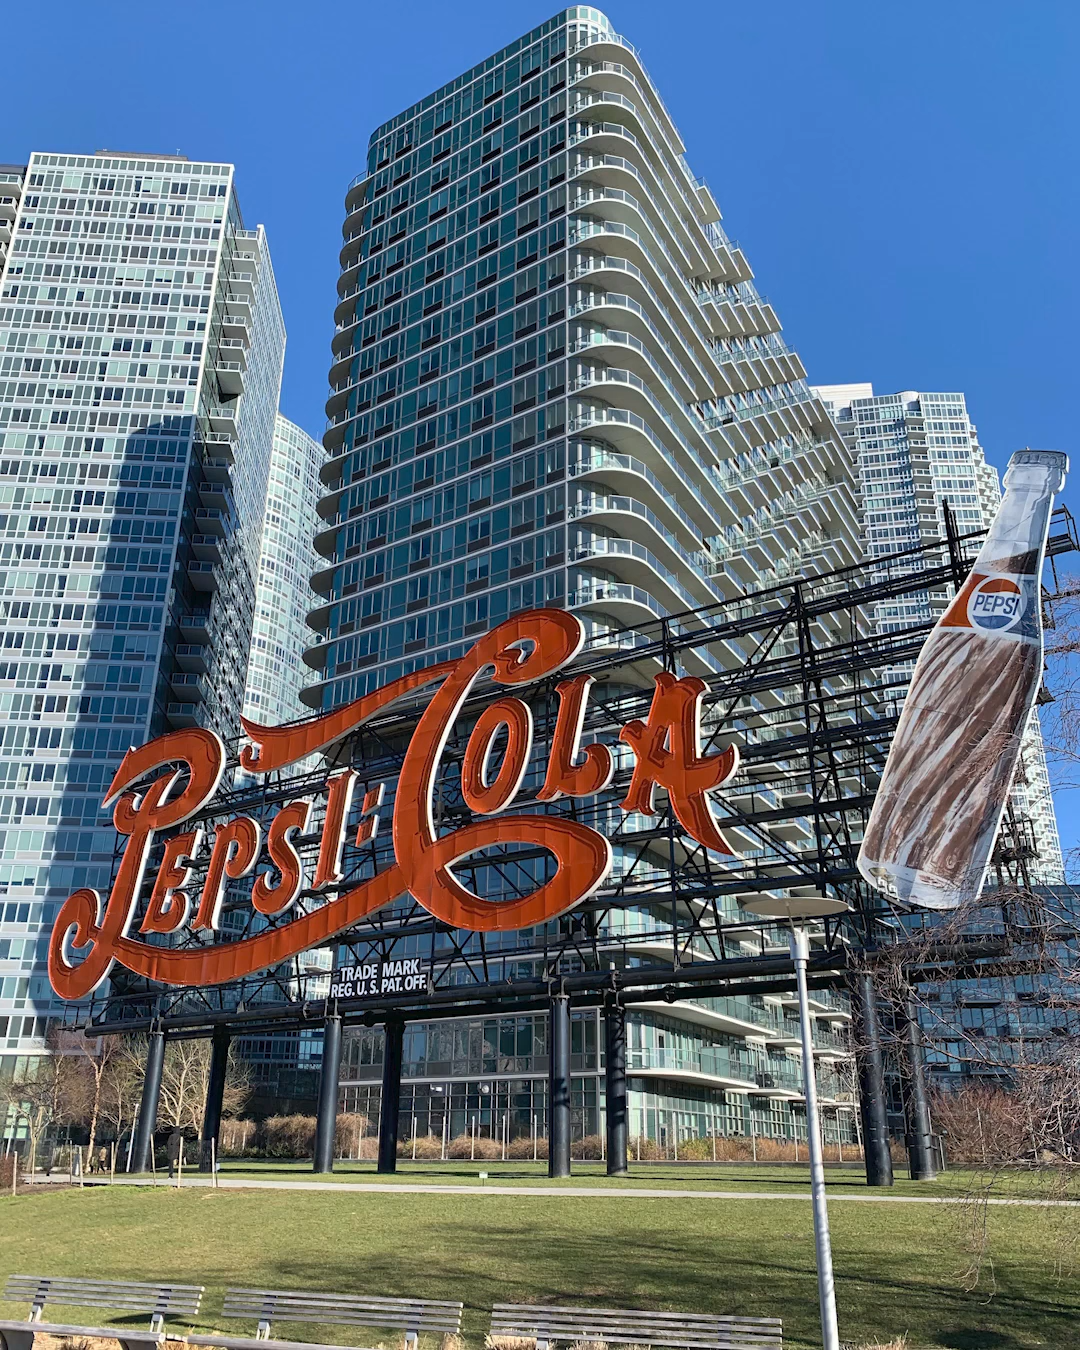 PEPSI:COLA
TRADE MARK
REG. U. S. PAT. OFF.
PEPSI